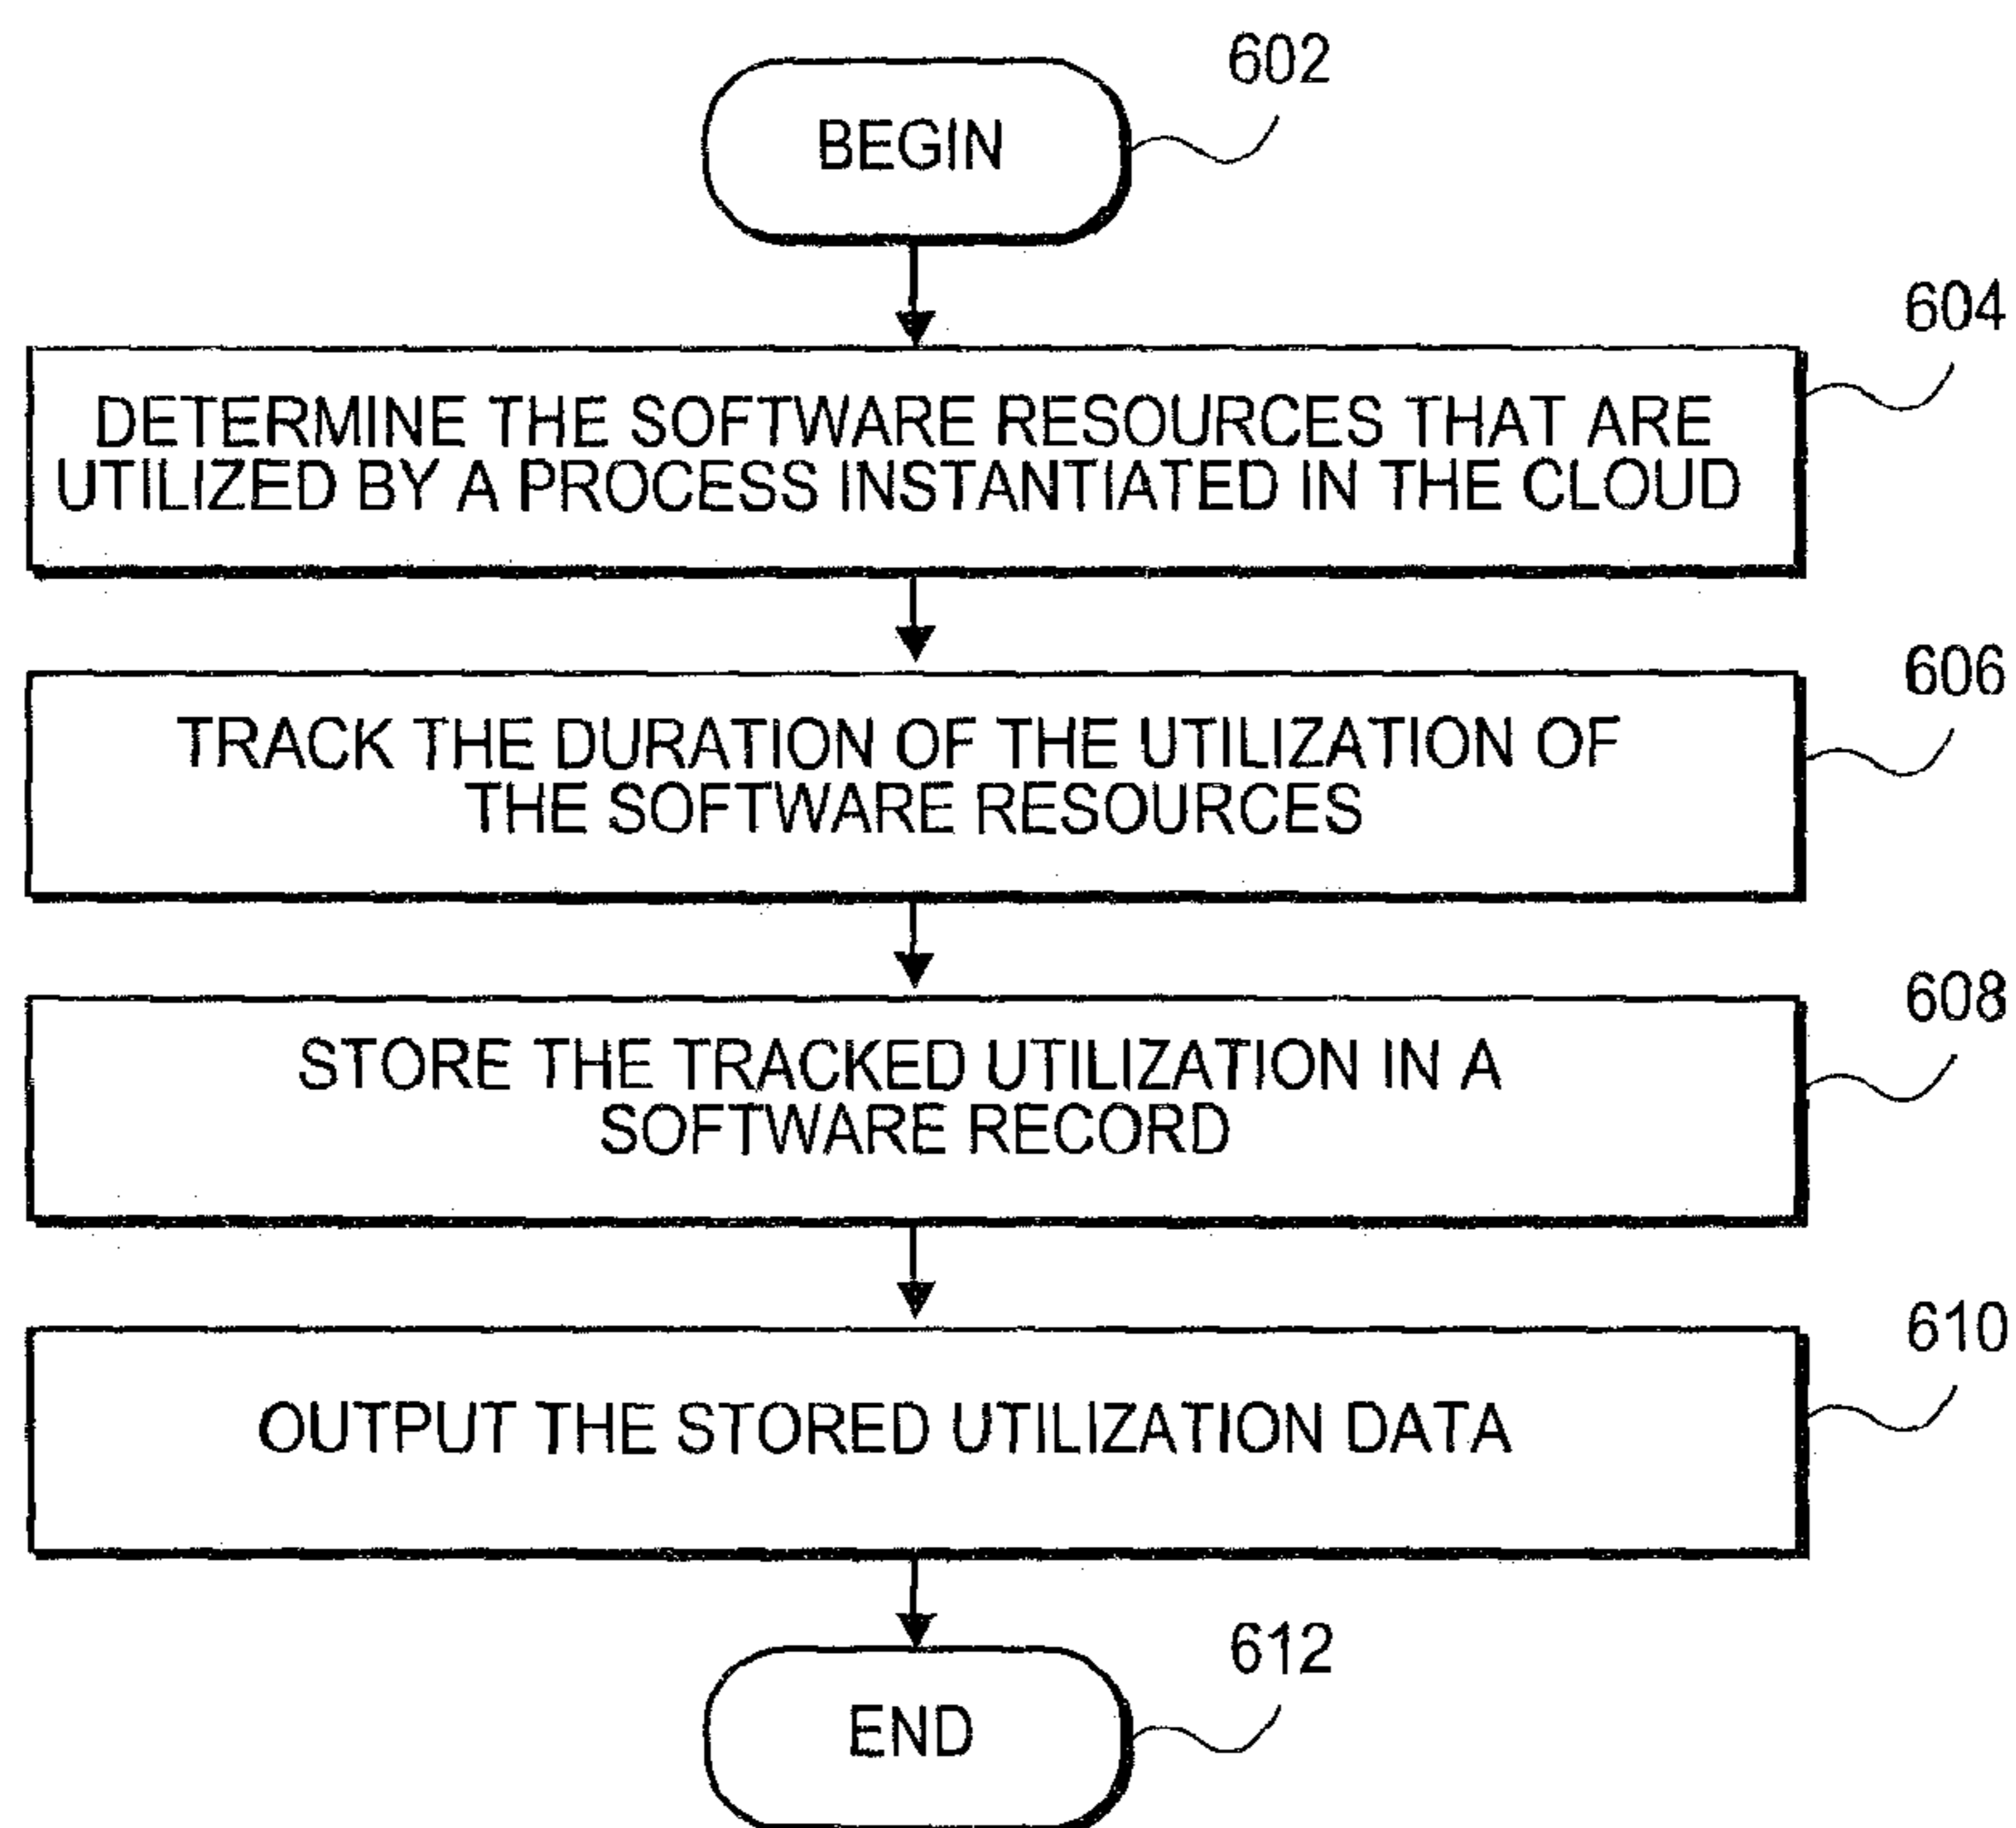 602
BEGIN
604
DETERMINE THE SOFTWARE RESOURCES THAT ARE
UTILIZED BY A PROCESS INSTANTIATED IN THE CLOUD
606
TRACK THE DURATION OF THE UTILIZATION OF
THE SOFTWARE RESOURCES
608
STORE THE TRACKED UTILIZATION IN A
SOFTWARE RECORD
610
OUTPUT THE STORED UTILIZATION DATA
612
END